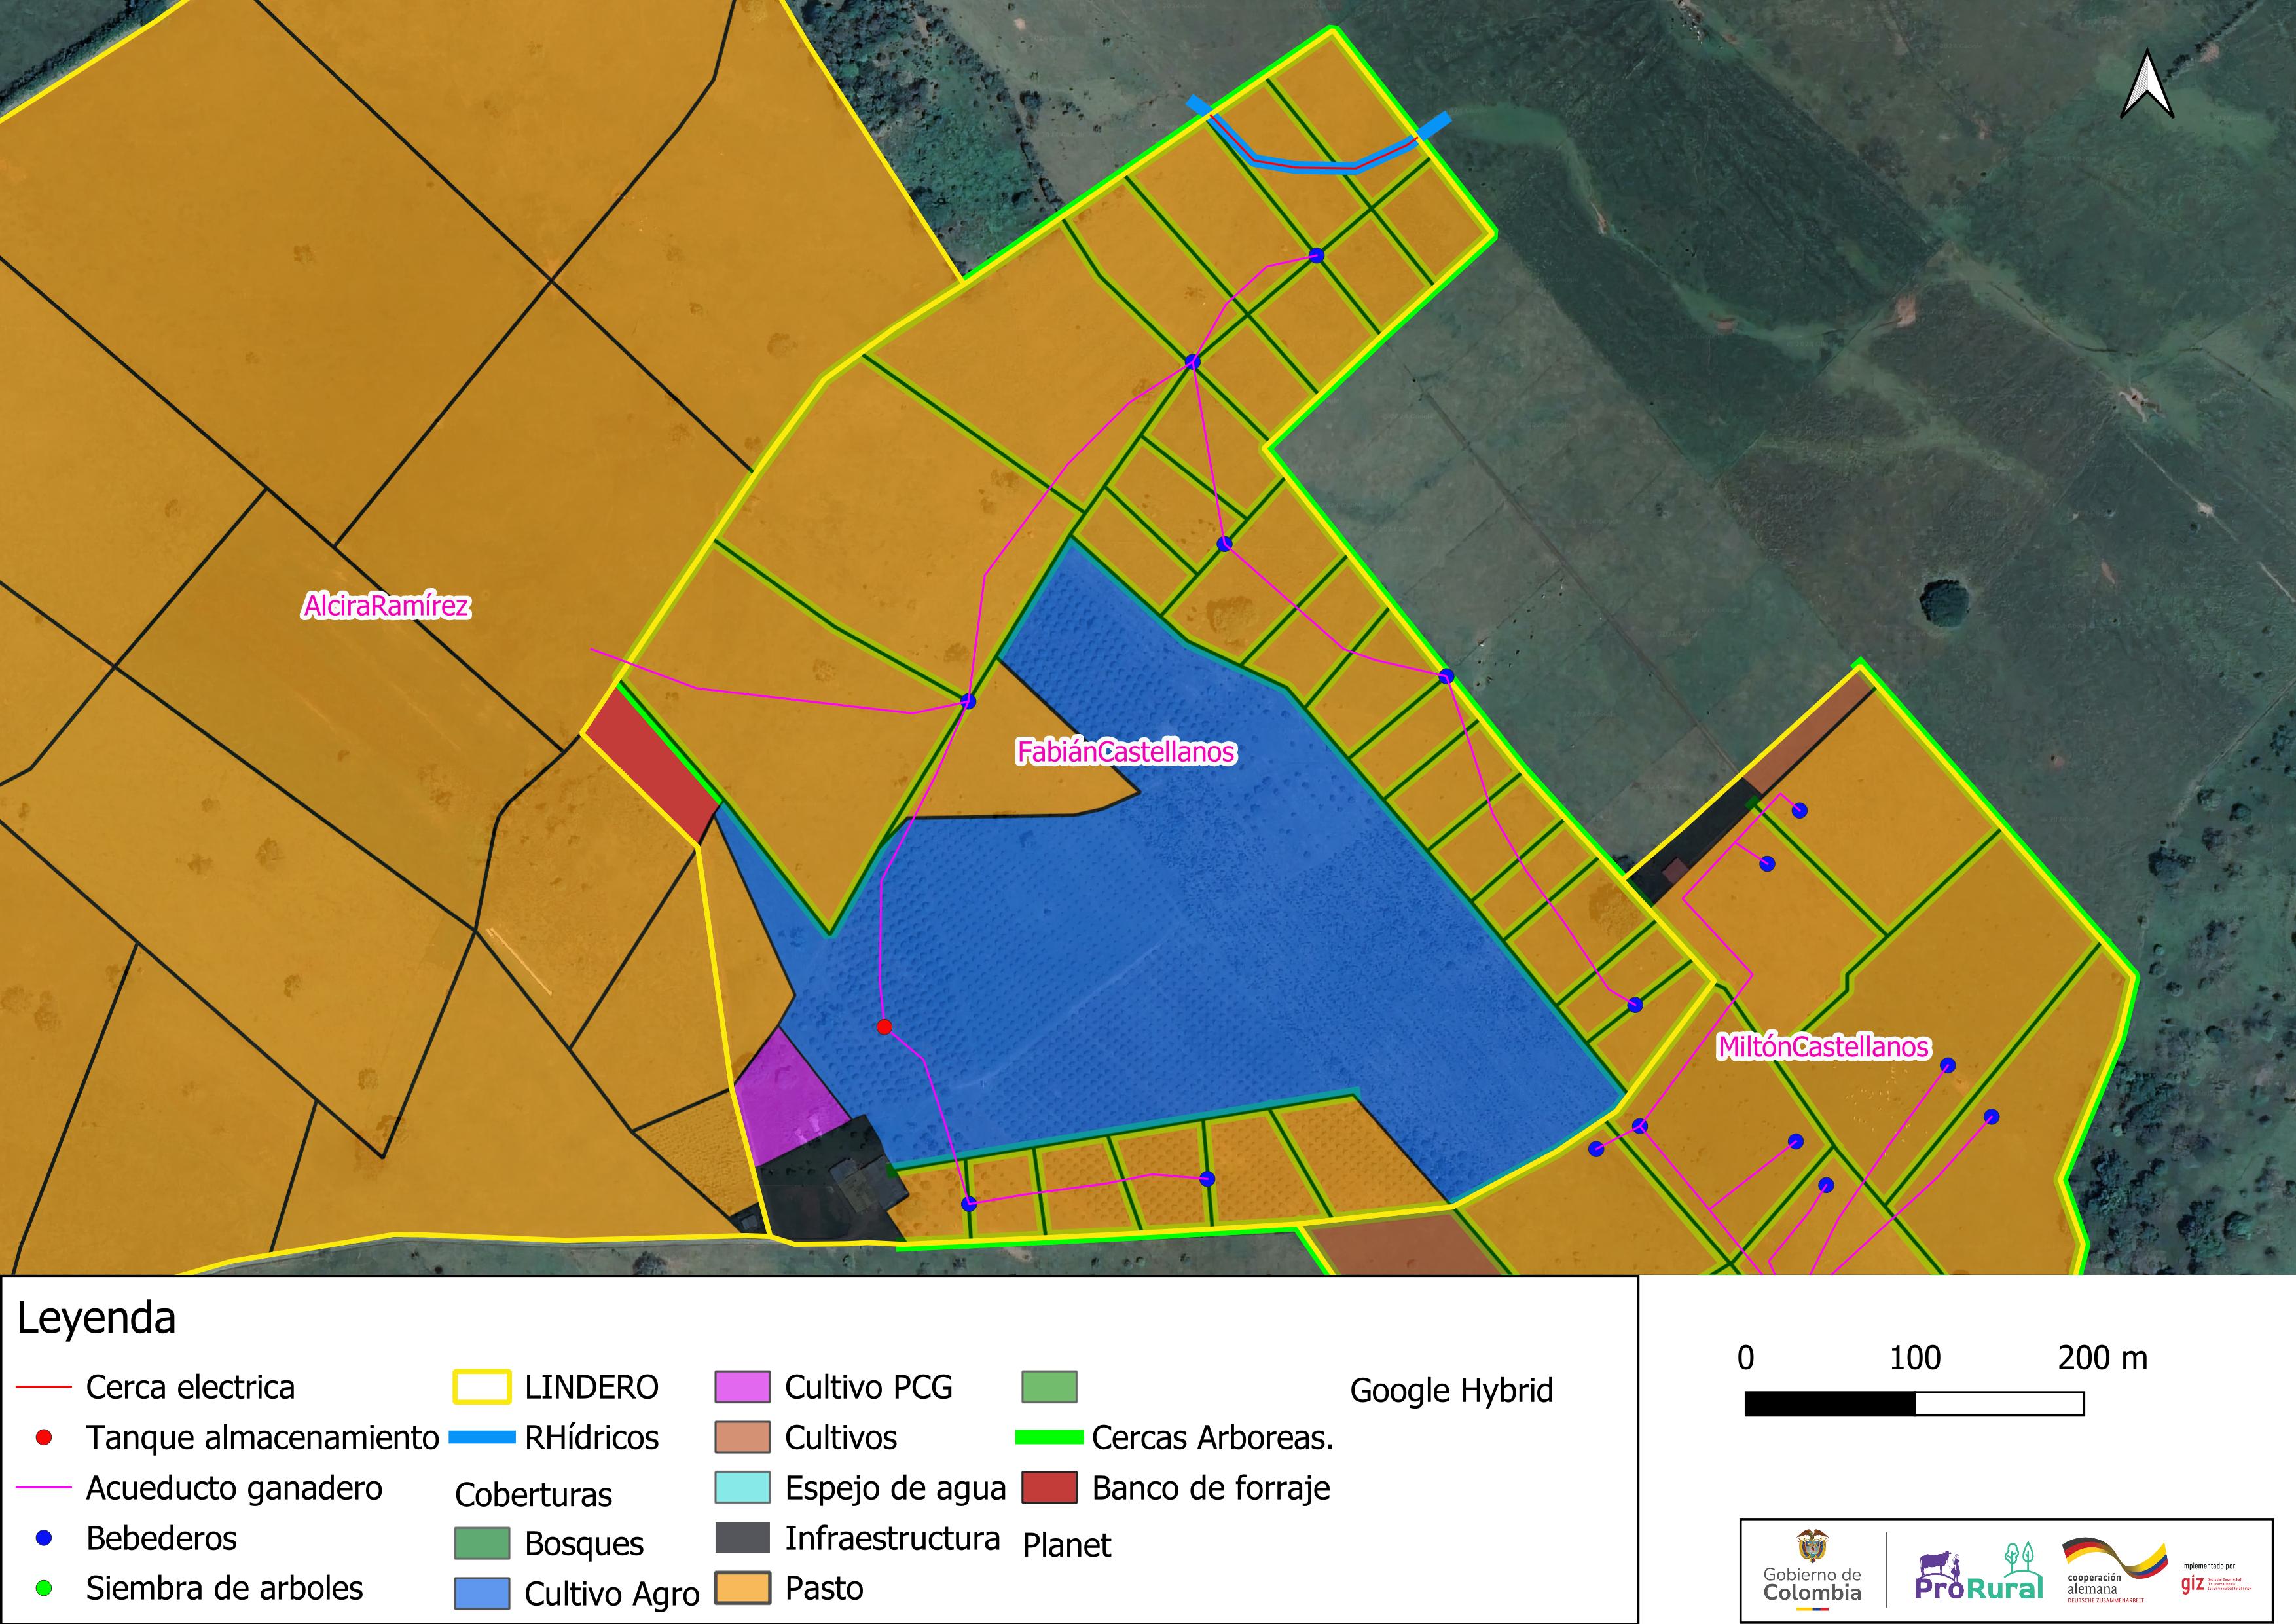 AlciraRamírez
FabiánCastellanos
MiltónCastellanos
Leyenda
Cerca electrica
Tanque almacenamiento
Acueducto ganadero
Bebederos
Siembra de arboles
LINDERO
RHídricos
Coberturas
Bosques
Cultivo Agro
Cultivo PCG
Cultivos
Espejo de agua
Infraestructura
Pasto
Cercas Arboreas.
Banco de forraje
Planet
Google Hybrid
0 100 200 m
Gobierno de
Colombia
ProRural
cooperación
alemana
DEUTSCHE ZUSAMMENARBEIT
Implementado por
giz